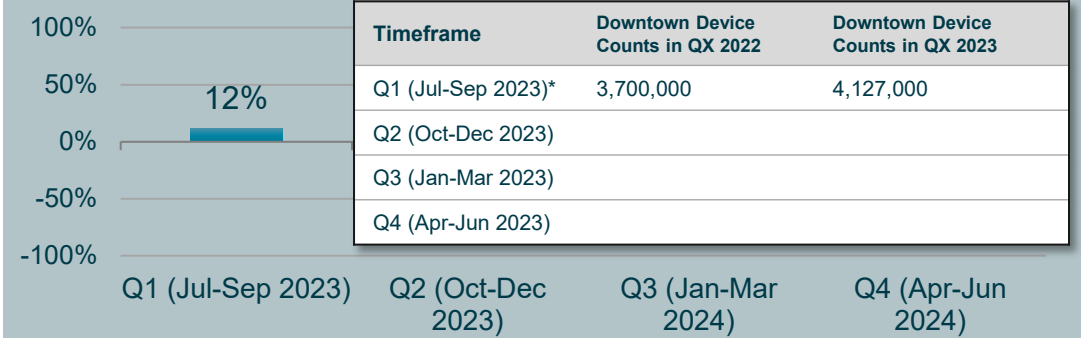 100%
50%
0%
-50%
-100%
12%
Timeframe Downtown Device Counts in QX 2022 Downtown Device Counts in QX 2023
Q1 (Jul-Sep 2023)* 3,700,000 4,127,000
Q2 (Oct-Dec 2023)
Q3 (Jan-Mar 2023)
Q4 (Apr-Jun 2023)
Q1 (Jul-Sep 2023) Q2 (Oct-Dec 2023) Q3 (Jan-Mar 2024) Q4 (Apr-Jun 2024)